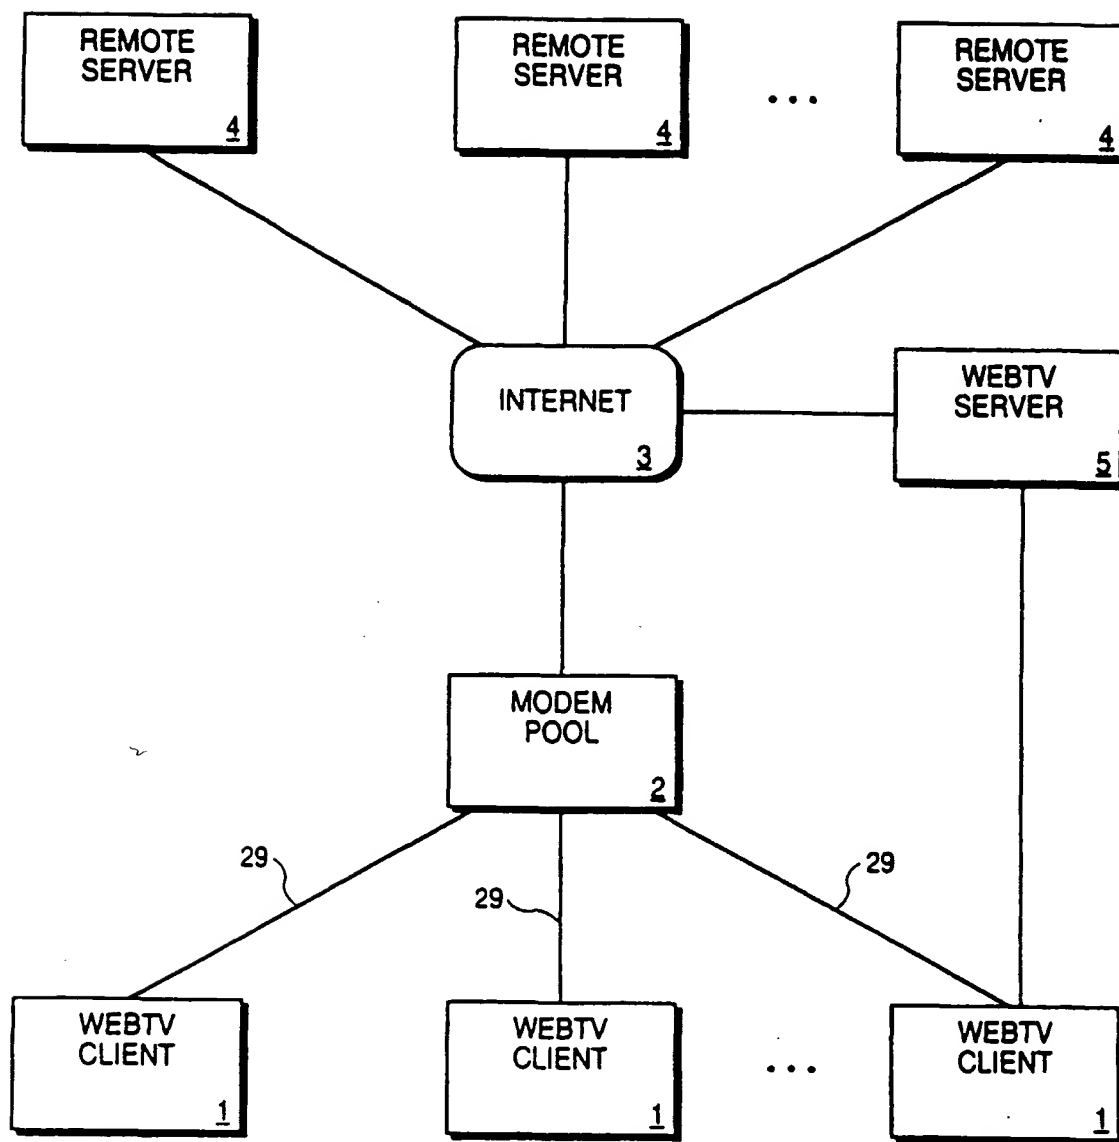 REMOTE
SERVER
4
REMOTE
SERVER
4
...
REMOTE
SERVER
4
INTERNET
3
WEBTV
SERVER
5
MODEM
POOL
2
29
29
29
WEBTV
CLIENT
1
WEBTV
CLIENT
1
...
WEBTV
CLIENT
1